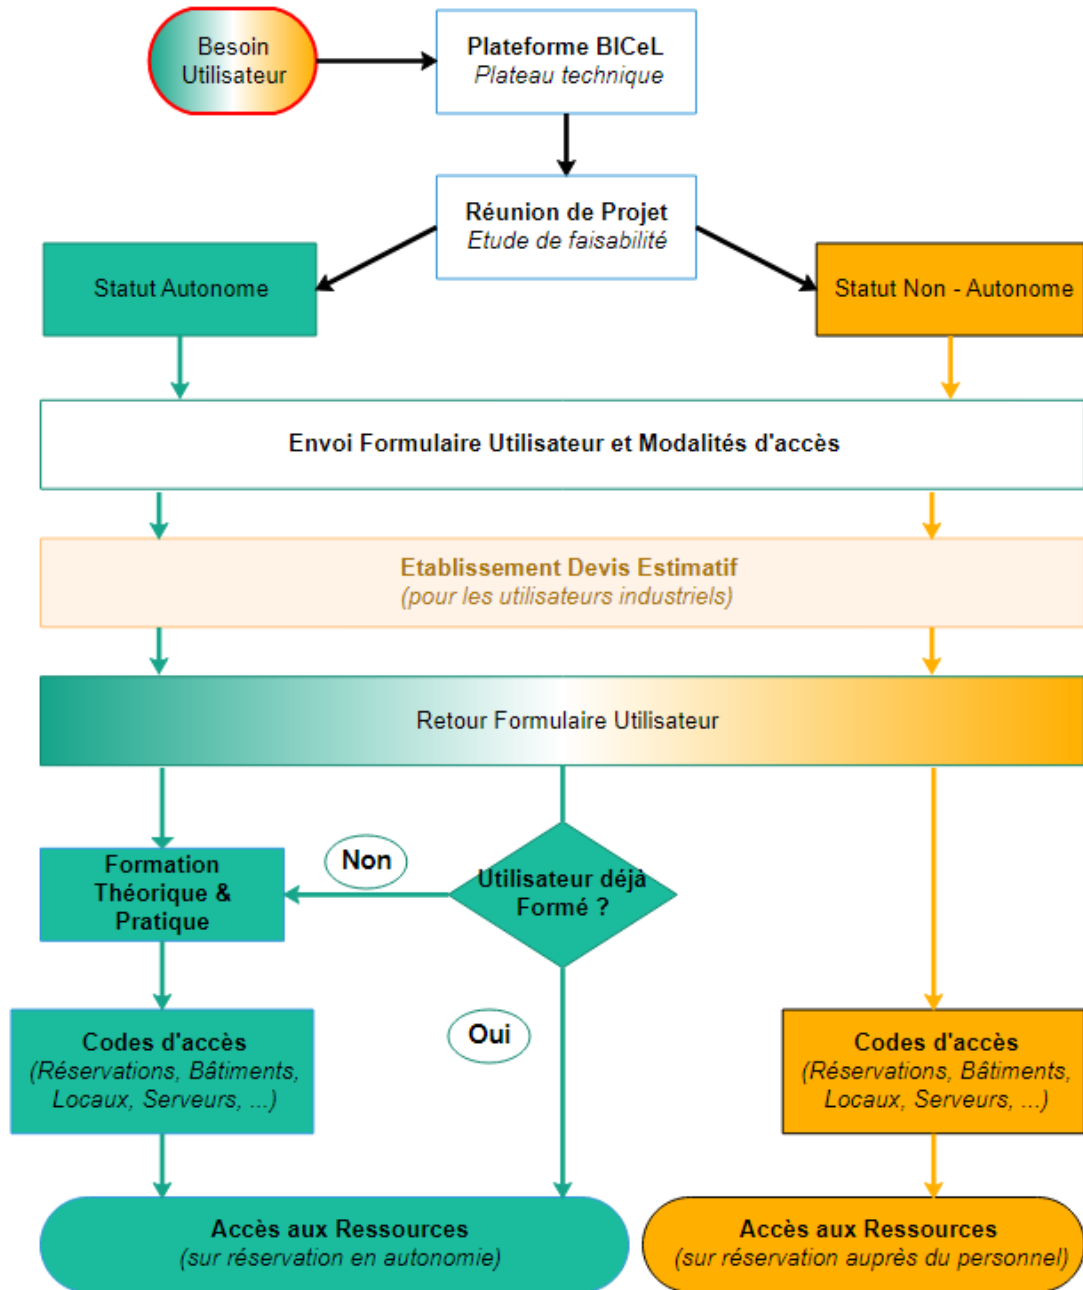 Besoin
Utilisateur
Plateforme BICeL
Plateau technique
Réunion de Projet
Etude de faisabilité
Statut Autonome
Statut Non - Autonome
Envoi Formulaire Utilisateur et Modalités d'accès
Etablissement Devis Estimatif
(pour les utilisateurs industriels)
Retour Formulaire Utilisateur
Formation
Théorique &
Pratique
Non
Utilisateur déjà
Formé ?
Oui
Codes d'accès
(Réservations, Bâtiments,
Locaux, Serveurs, ...)
Codes d'accès
(Réservations, Bâtiments,
Locaux, Serveurs, ...)
Accès aux Ressources
(sur réservation en autonomie)
Accès aux Ressources
(sur réservation auprès du personnel)